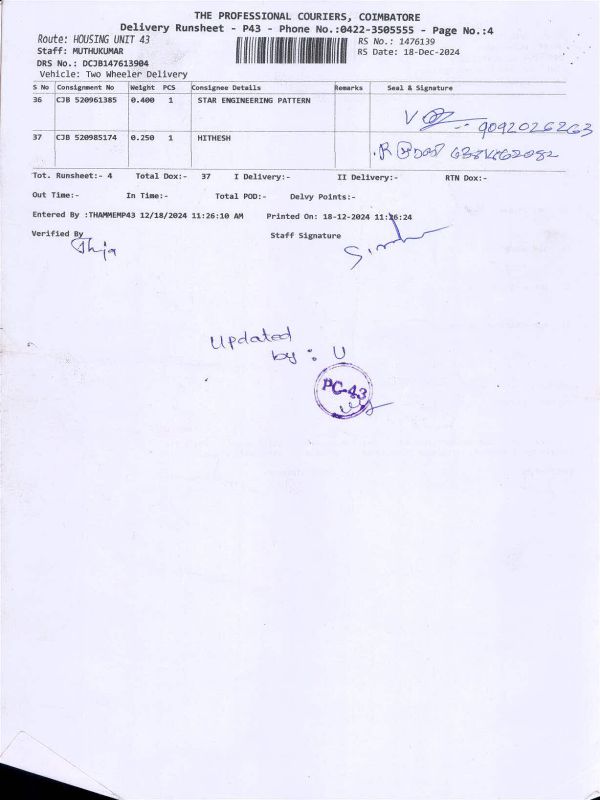 THE PROFESSIONAL COURIERS, COIMBATORE
Delivery Runsheet - P43 - Phone No.:0422-3505555 - Page No.:4
Route: HOUSING UNIT 43
RS No.: 1476139
Staff: MUTHUKUMAR
RS Date: 18-Dec-2024
DRS No.: DCJB147613904
Vehicle: Two Wheeler Delivery
S No Consignment No Weight PCS Consignee Details Remarks Seal & Signature
36 CJB 520961385 0.400 1 STAR ENGINEERING PATTERN
9092026263
37 CJB 520985174 0.250 1 HITHESH
Tot. Runsheet:- 4 Total Dox:- 37 I Delivery:- II Delivery:- RTN Dox:-
Out Time:- In Time:- Total POD:- Delvy Points:-
Entered By :THAMMEMP43 12/18/2024 11:26:10 AM Printed On: 18-12-2024 11:26:24
Verified By Staff Signature
Updated
by : U
PC-43